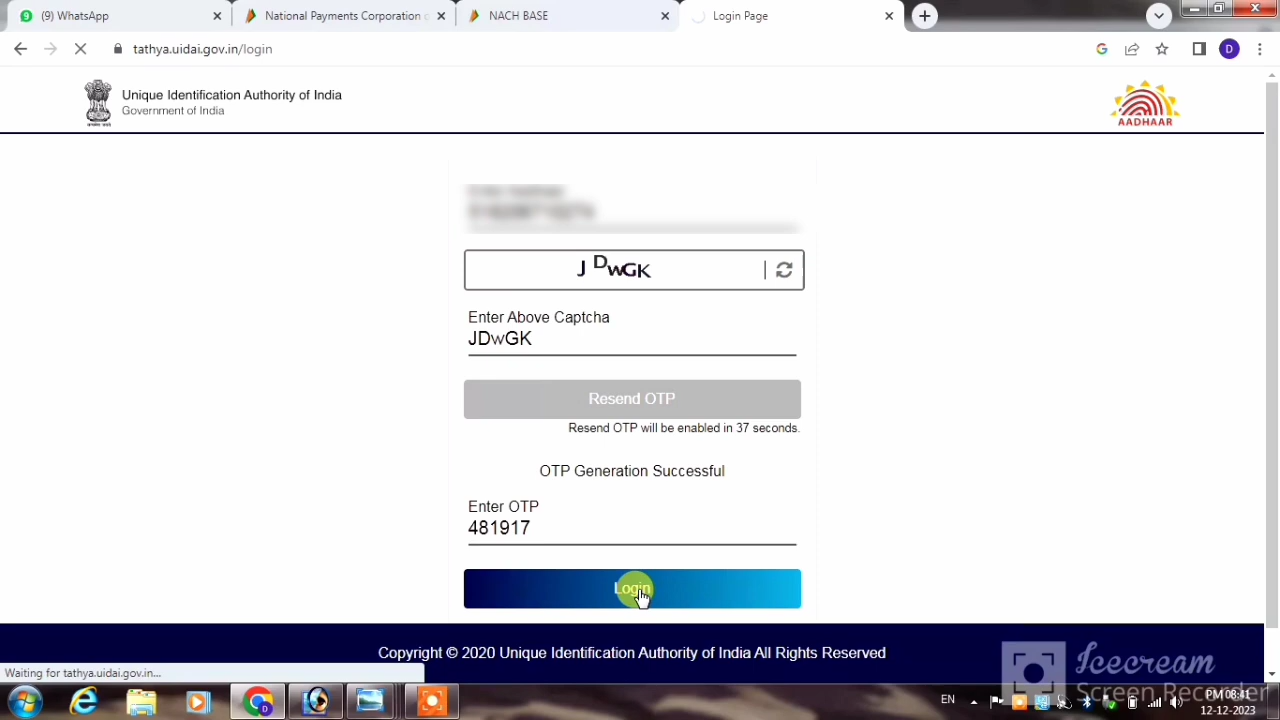 (9) WhatsApp
National Payments Corporation
NACH BASE
Login Page
tathya.uidai.gov.in/login
D
Unique Identification Authority of India
Government of India
AADHAAR
J D w G K
Enter Above Captcha
JDwGK
Resend OTP
Resend OTP will be enabled in 37 seconds.
OTP Generation Successful
Enter OTP
481917
Login
Copyright © 2020 Unique Identification Authority of India All Rights Reserved
Waiting for tathya.uidai.gov.in...
Icecream
Screen Recorder
EN
PM 08:41
12-12-2023